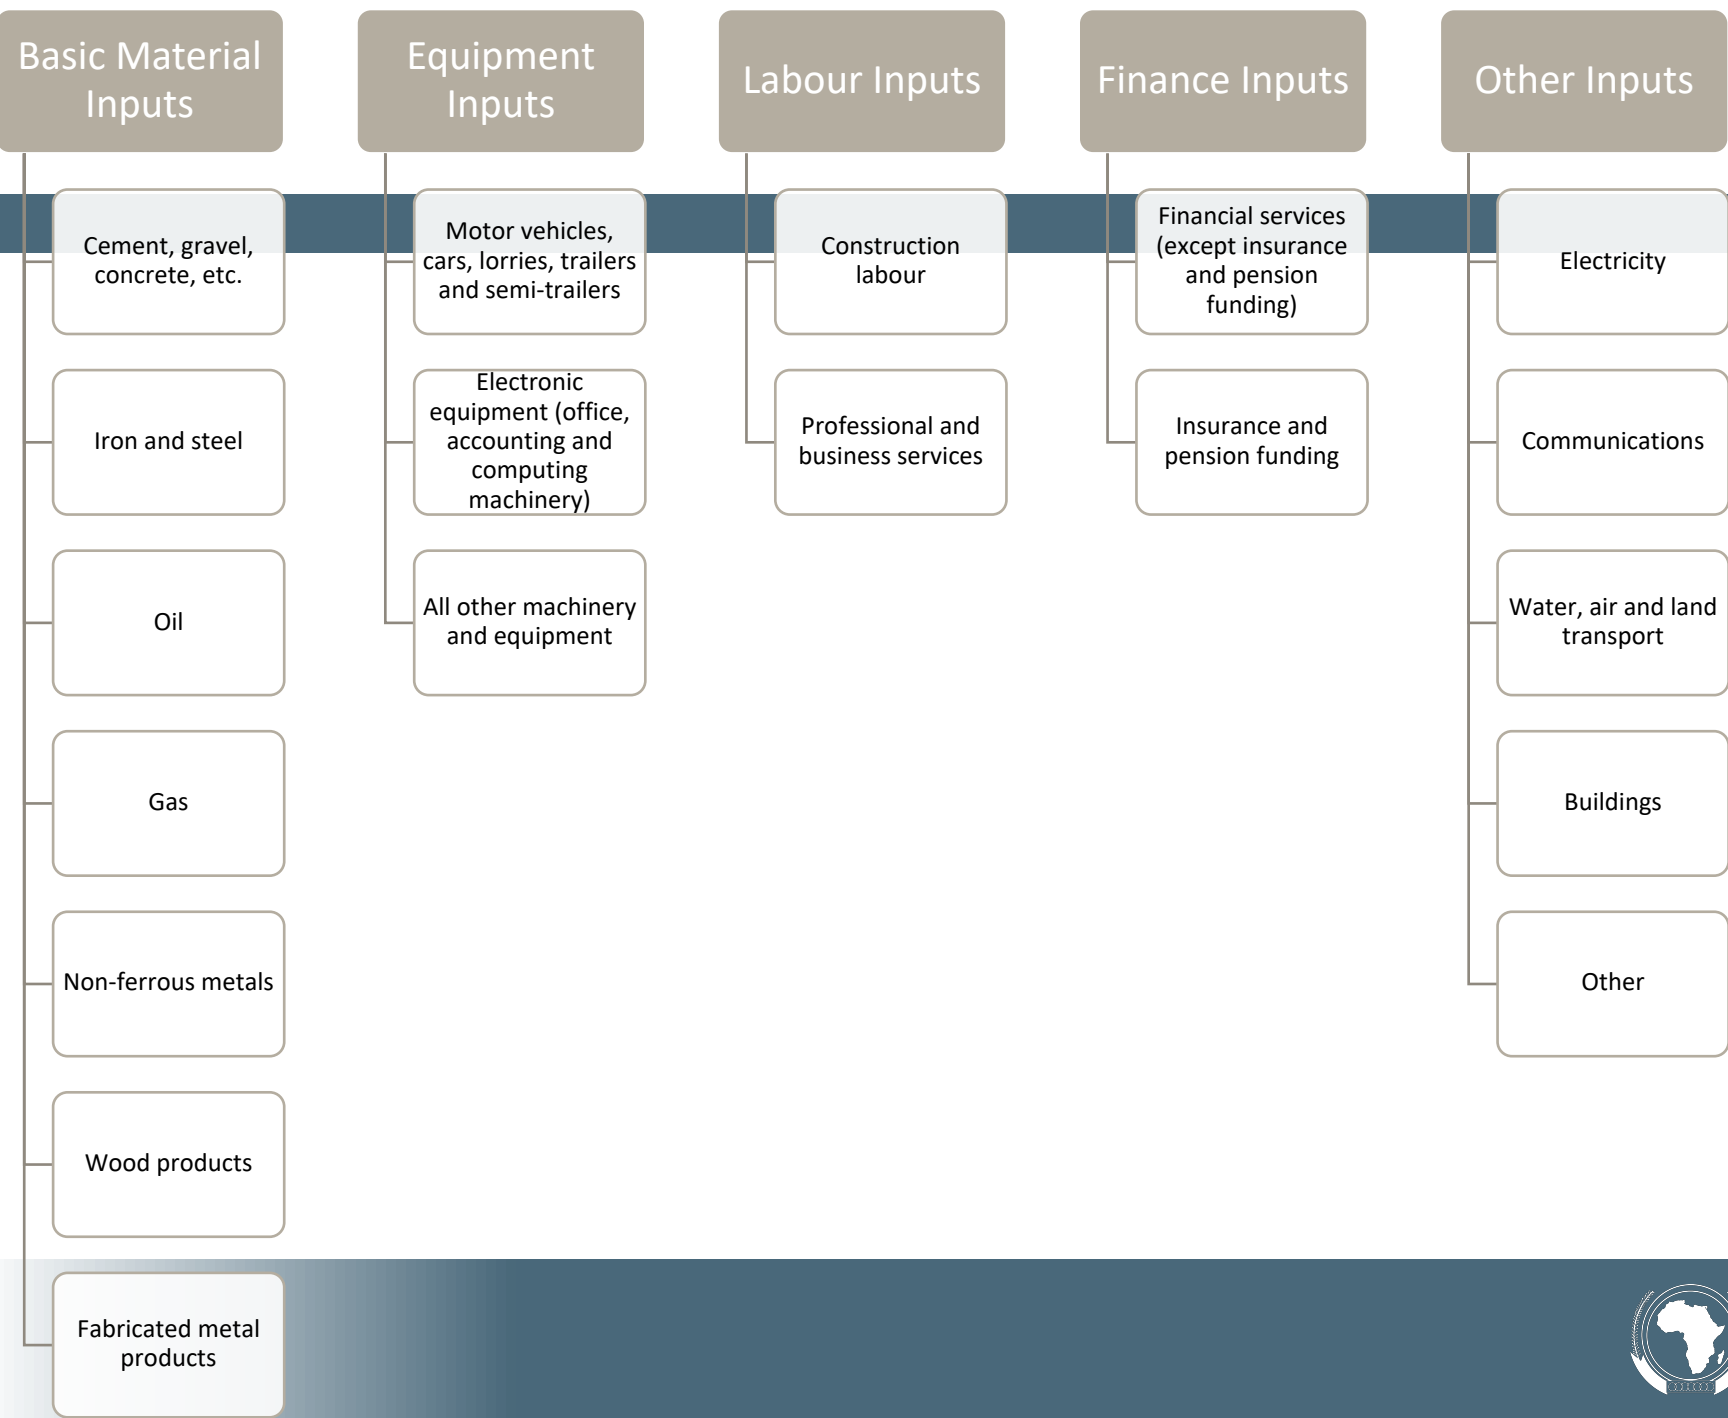 Basic Material
Inputs
Cement, gravel,
concrete, etc.
Iron and steel
Oil
Gas
Non-ferrous metals
Wood products
Fabricated metal
products
Equipment
Inputs
Motor vehicles,
cars, lorries, trailers
and semi-trailers
Electronic
equipment (office,
accounting and
computing
machinery)
All other machinery
and equipment
Labour Inputs
Construction
labour
Professional and
business services
Finance Inputs
Financial services
(except insurance
and pension
funding)
Insurance and
pension funding
Other Inputs
Electricity
Communications
Water, air and land
transport
Buildings
Other